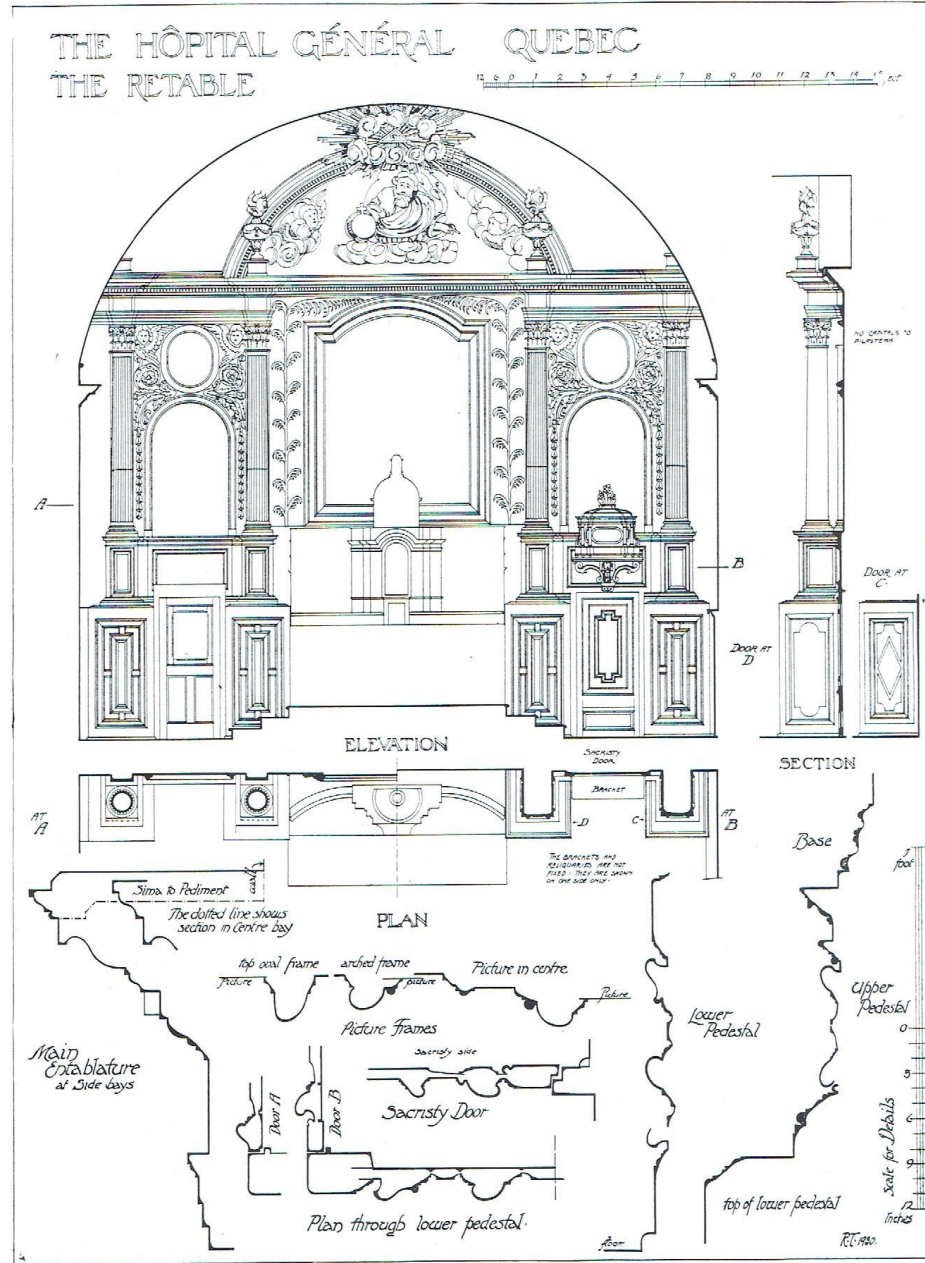 THE HÔPITAL GÉNÉRAL QUEBEC
THE RETABLE
12 6 0 1 2 3 4 5 6 7 8 9 10 11 12 13 14 15 Feet
NO CAPITALS TO
PILASTERS
A
B
DOOR AT
C.
DOOR AT
D
ELEVATION
SACRISTY
DOOR
SECTION
BRACKET
AT
A
D
C
AT
B
THE BRACKETS AND
RELIQUARIES ARE NOT
FIXED - THEY ARE SHOWN
ON ONE SIDE ONLY.
Base
1
foot
Sima to Pediment
wall
The dotted line shows
section in Centre bay
PLAN
top oval frame
arched frame
Picture in centre
Picture
picture
Picture
Picture Frames
Upper
Pedestal
Lower
Pedestal
0
Main
Entablature
at Side bays
Sacristy side
Sacristy Door
Door A
Door B
Scale for Details
3
6
9
12
Inches
Plan through lower pedestal.
top of lower pedestal
floor
R.T. 1930.